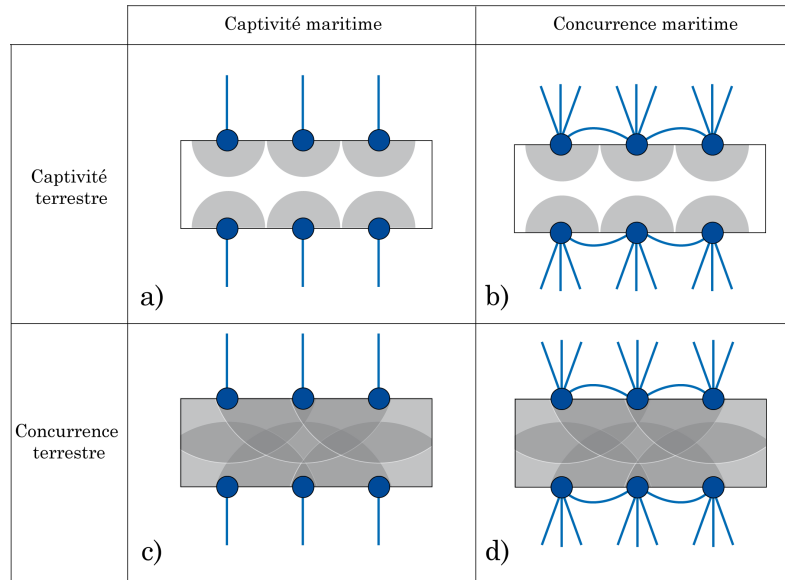 Captivité maritime
Concurrence maritime
Captivité
terrestre
a)
b)
Concurrence
terrestre
c)
d)